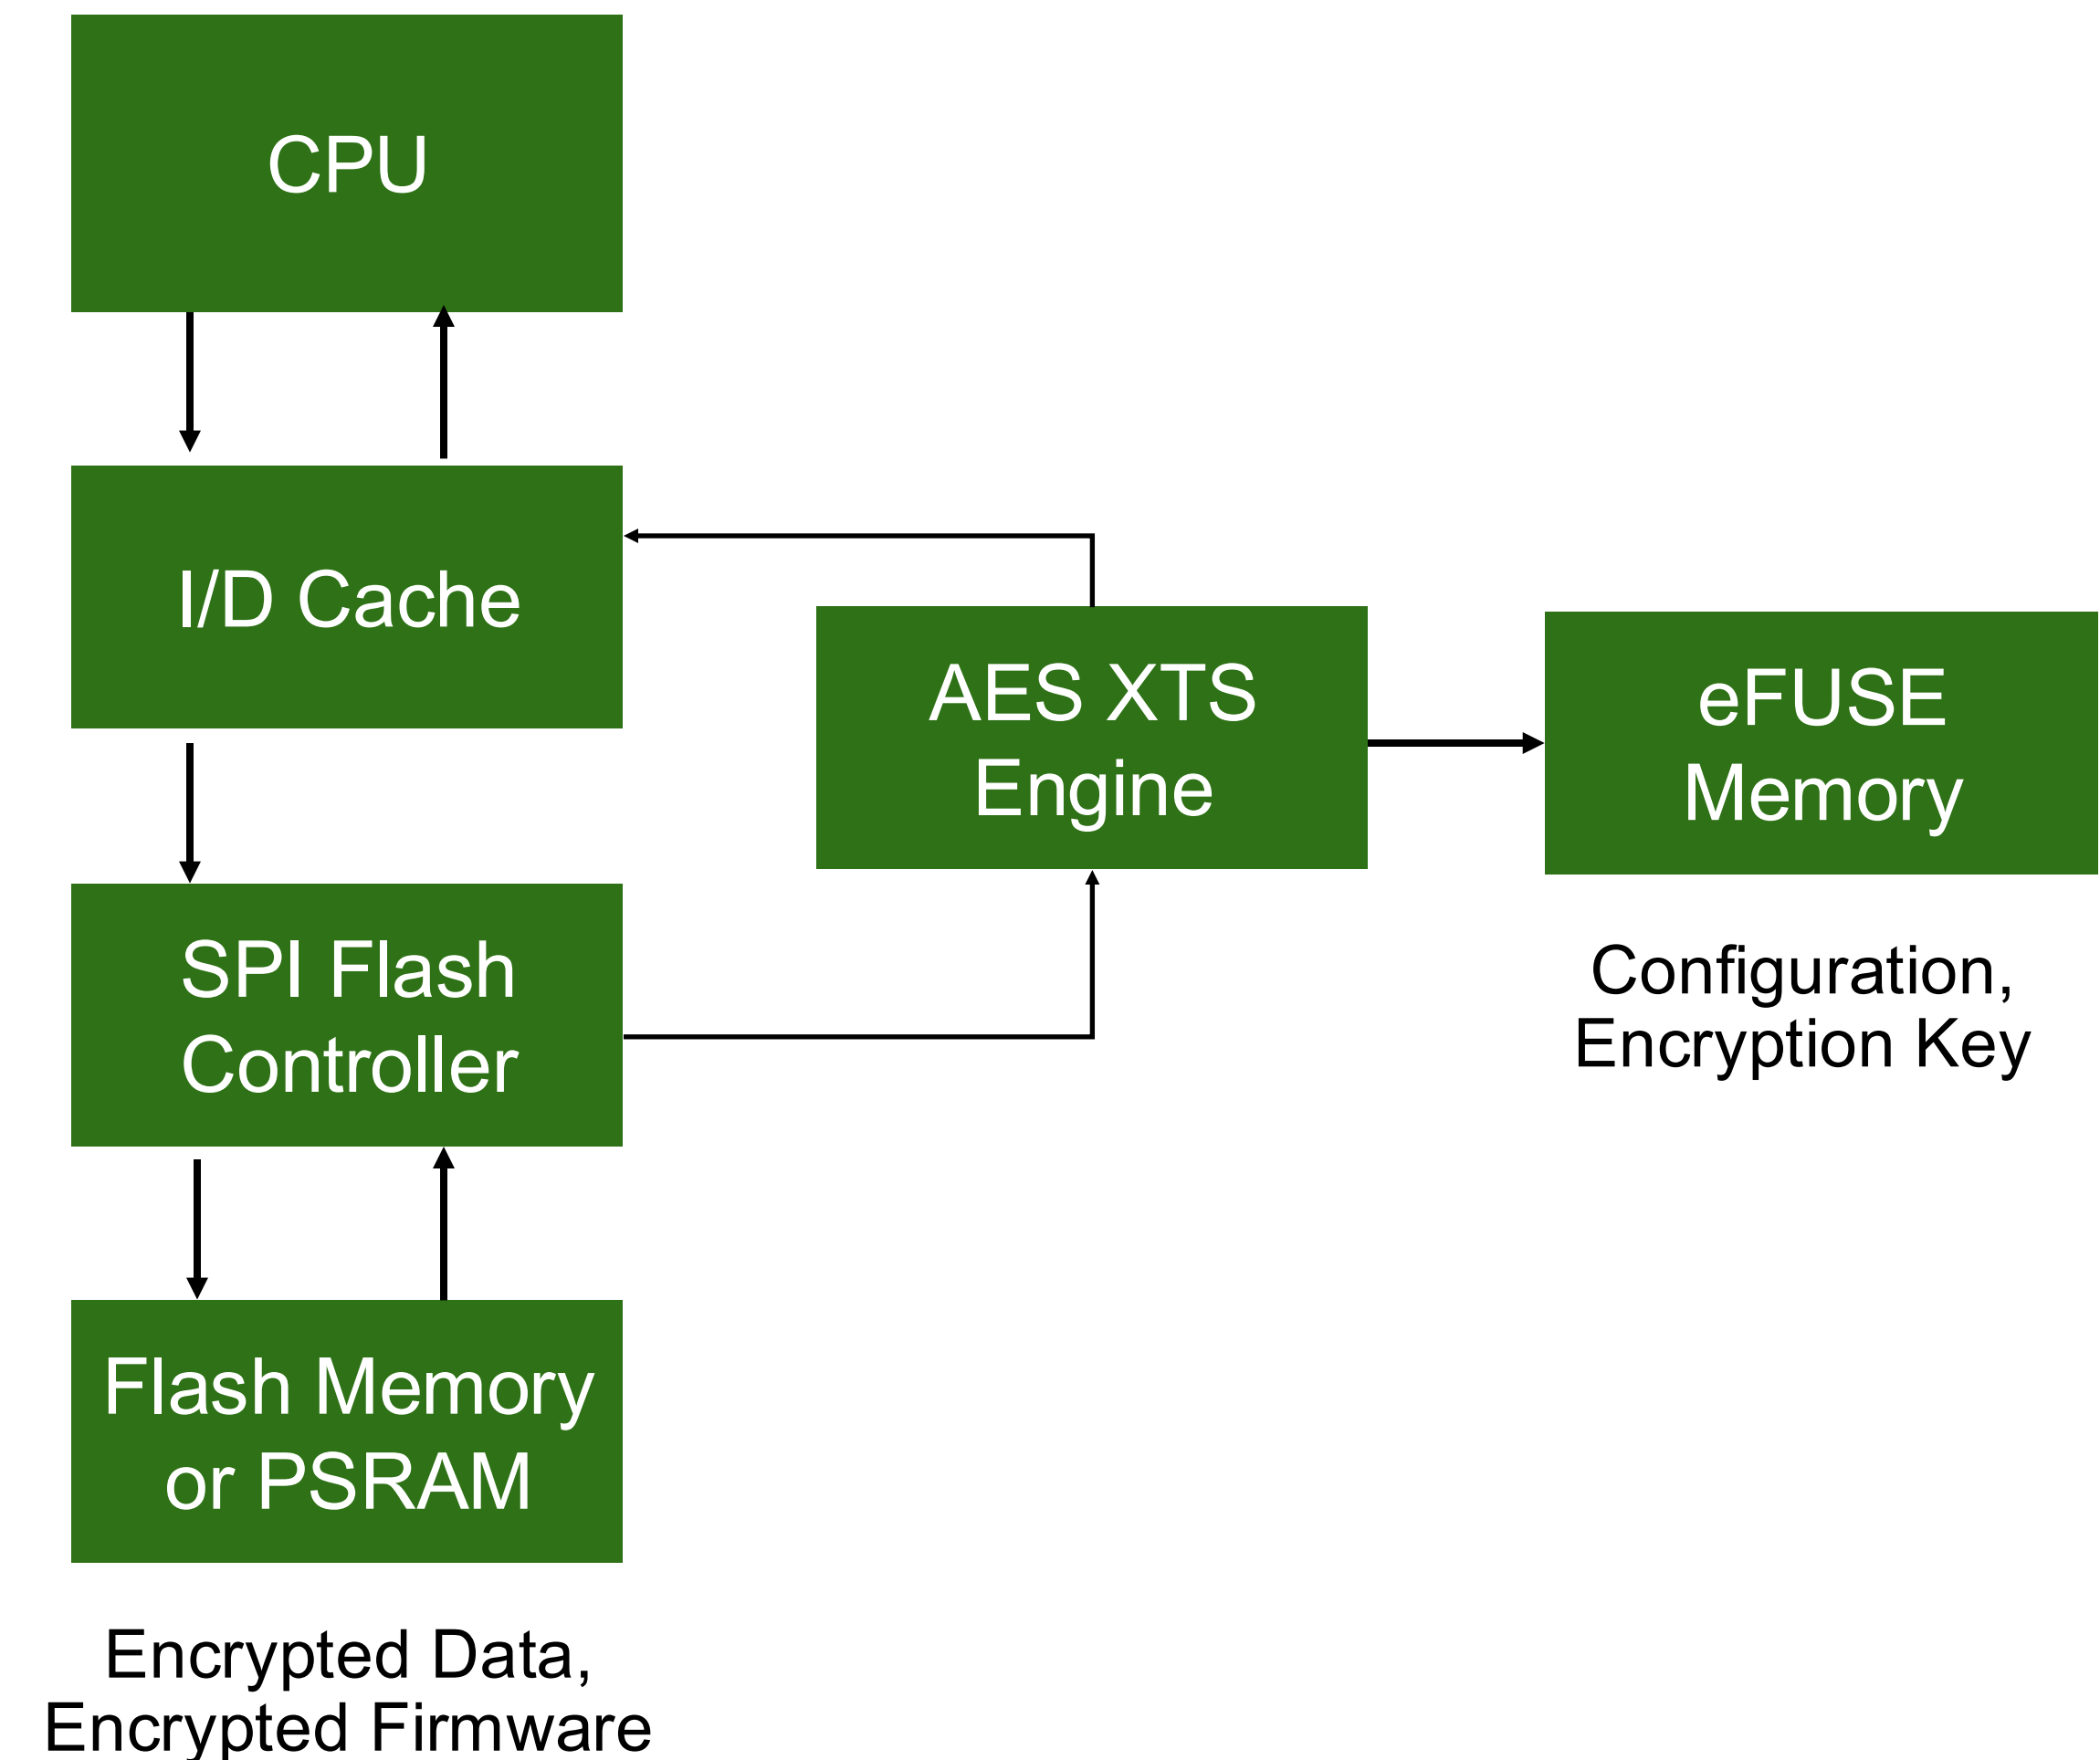 CPU
I/D Cache
AES XTS
Engine
eFUSE
Memory
SPI Flash
Controller
Configuration,
Encryption Key
Flash Memory
or PSRAM
Encrypted Data,
Encrypted Firmware